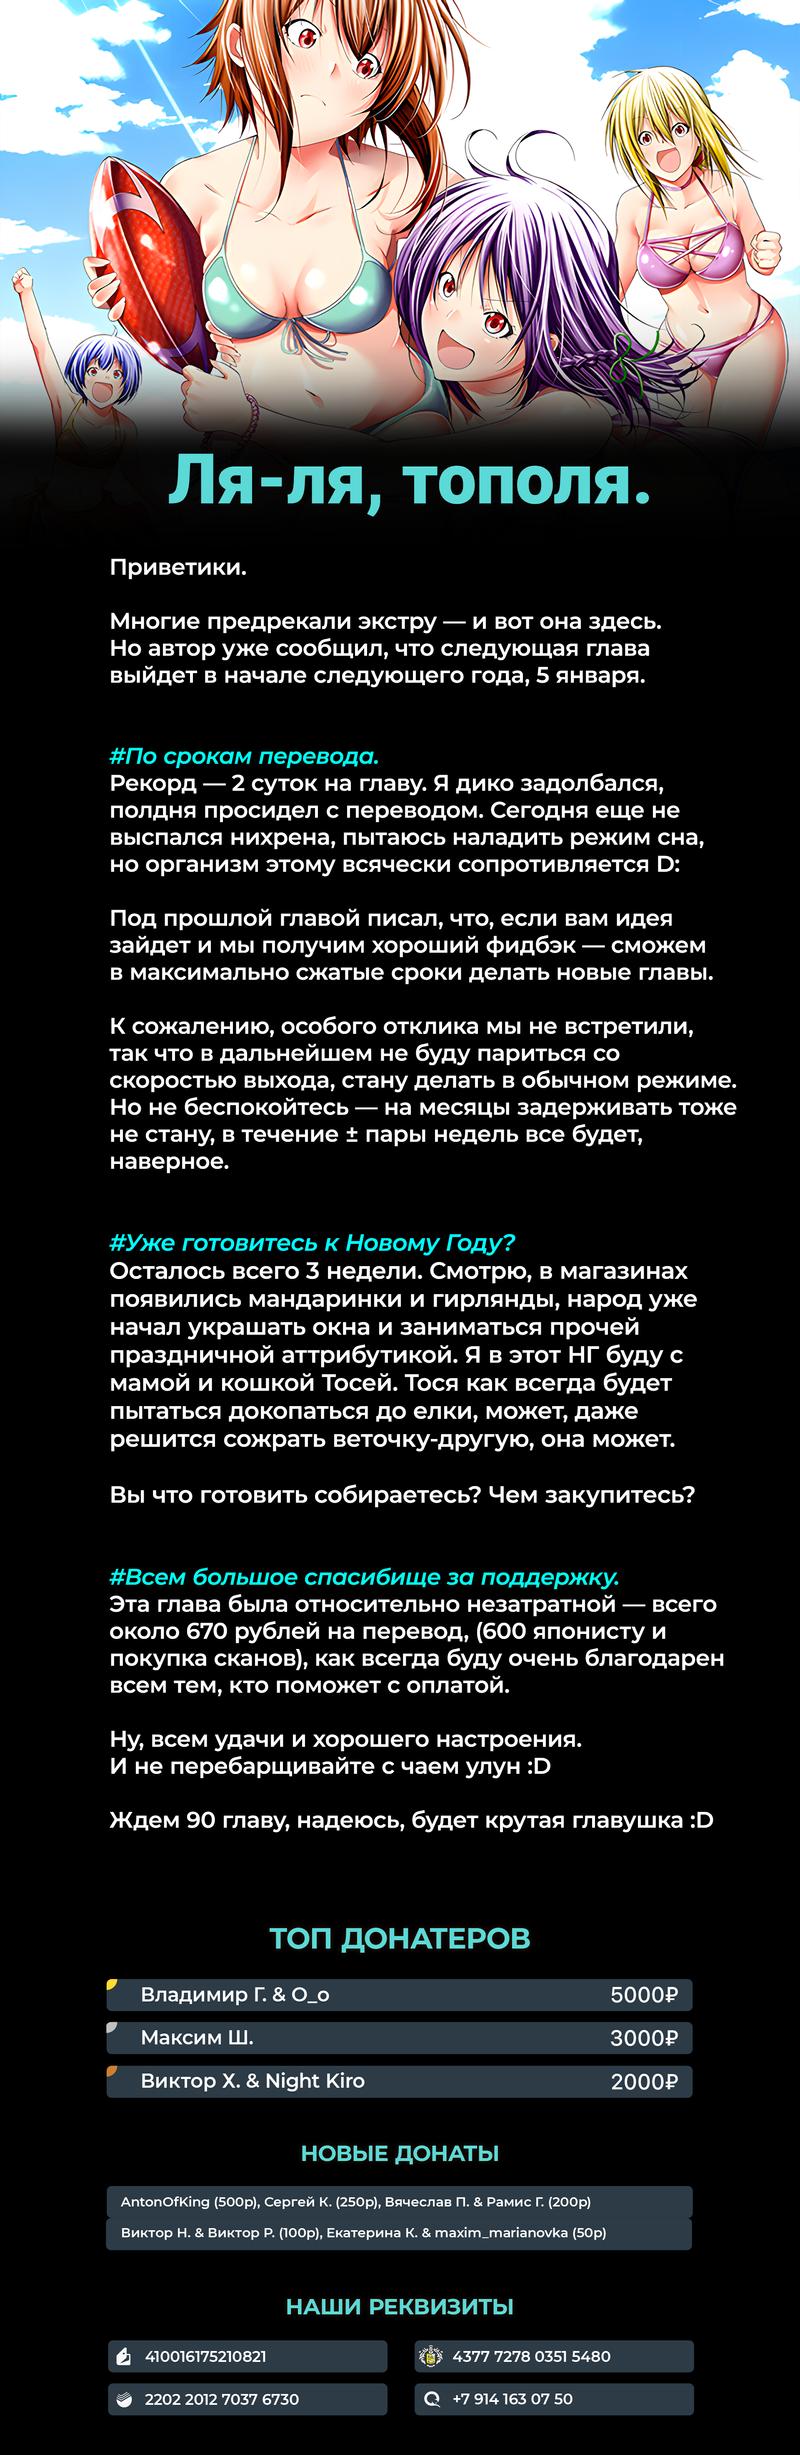 Ля-ля, тополя.
Приветики.
Многие предрекали экстру — и вот она здесь.
Но автор уже сообщил, что следующая глава
выйдет в начале следующего года, 5 января.
#По срокам перевода.
Рекорд — 2 суток на главу. Я дико задолбался,
полдня просидел с переводом. Сегодня еще не
выспался нихрена, пытаюсь наладить режим сна,
но организм этому всячески сопротивляется D:
Под прошлой главой писал, что, если вам идея
зайдет и мы получим хороший фидбэк — сможем
в максимально сжатые сроки делать новые главы.
К сожалению, особого отклика мы не встретили,
так что в дальнейшем не буду париться со
скоростью выхода, стану делать в обычном режиме.
Но не беспокойтесь — на месяцы задерживать тоже
не стану, в течение ± пары недель все будет,
наверное.
#Уже готовитесь к Новому Году?
Осталось всего 3 недели. Смотрю, в магазинах
появились мандаринки и гирлянды, народ уже
начал украшать окна и заниматься прочей
праздничной аттрибутикой. Я в этот НГ буду с
мамой и кошкой Тосей. Тося как всегда будет
пытаться докопаться до елки, может, даже
решится сожрать веточку-другую, она может.
Вы что готовить собираетесь? Чем закупитесь?
#Всем большое спасибище за поддержку.
Эта глава была относительно незатратной — всего
около 670 рублей на перевод, (600 японисту и
покупка сканов), как всегда буду очень благодарен
всем тем, кто поможет с оплатой.
Ну, всем удачи и хорошего настроения.
И не перебарщивайте с чаем улун :D
Ждем 90 главу, надеюсь, будет крутая главушка :D
ТОП ДОНАТЕРОВ
Владимир Г. & O_o 5000₽
Максим Ш. 3000₽
Виктор Х. & Night Kiro 2000₽
НОВЫЕ ДОНАТЫ
AntonOfKing (500р), Сергей К. (250р), Вячеслав П. & Рамис Г. (200р)
Виктор Н. & Виктор Р. (100р), Екатерина К. & maxim_marianovka (50р)
НАШИ РЕКВИЗИТЫ
410016175210821 4377 7278 0351 5480
2202 2012 7037 6730 +7 914 163 07 50